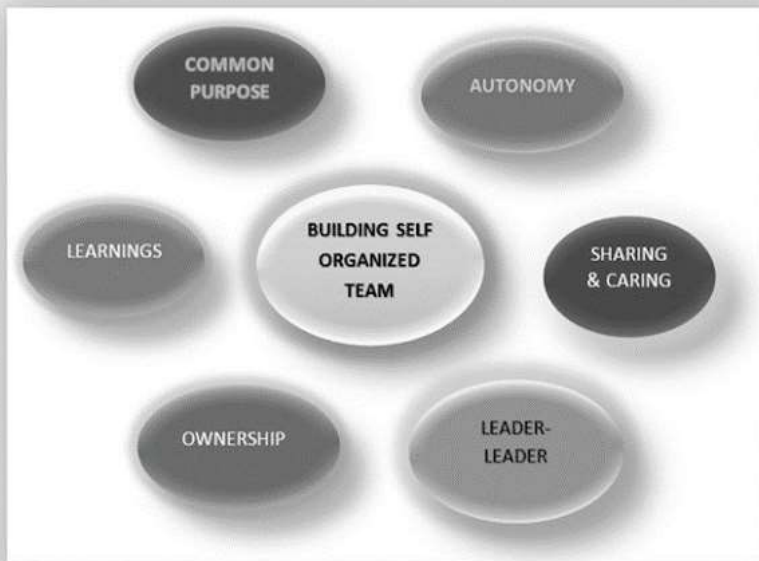 COMMON
PURPOSE
AUTONOMY
LEARNINGS
BUILDING SELF
ORGANIZED
TEAM
SHARING
& CARING
OWNERSHIP
LEADER-
LEADER